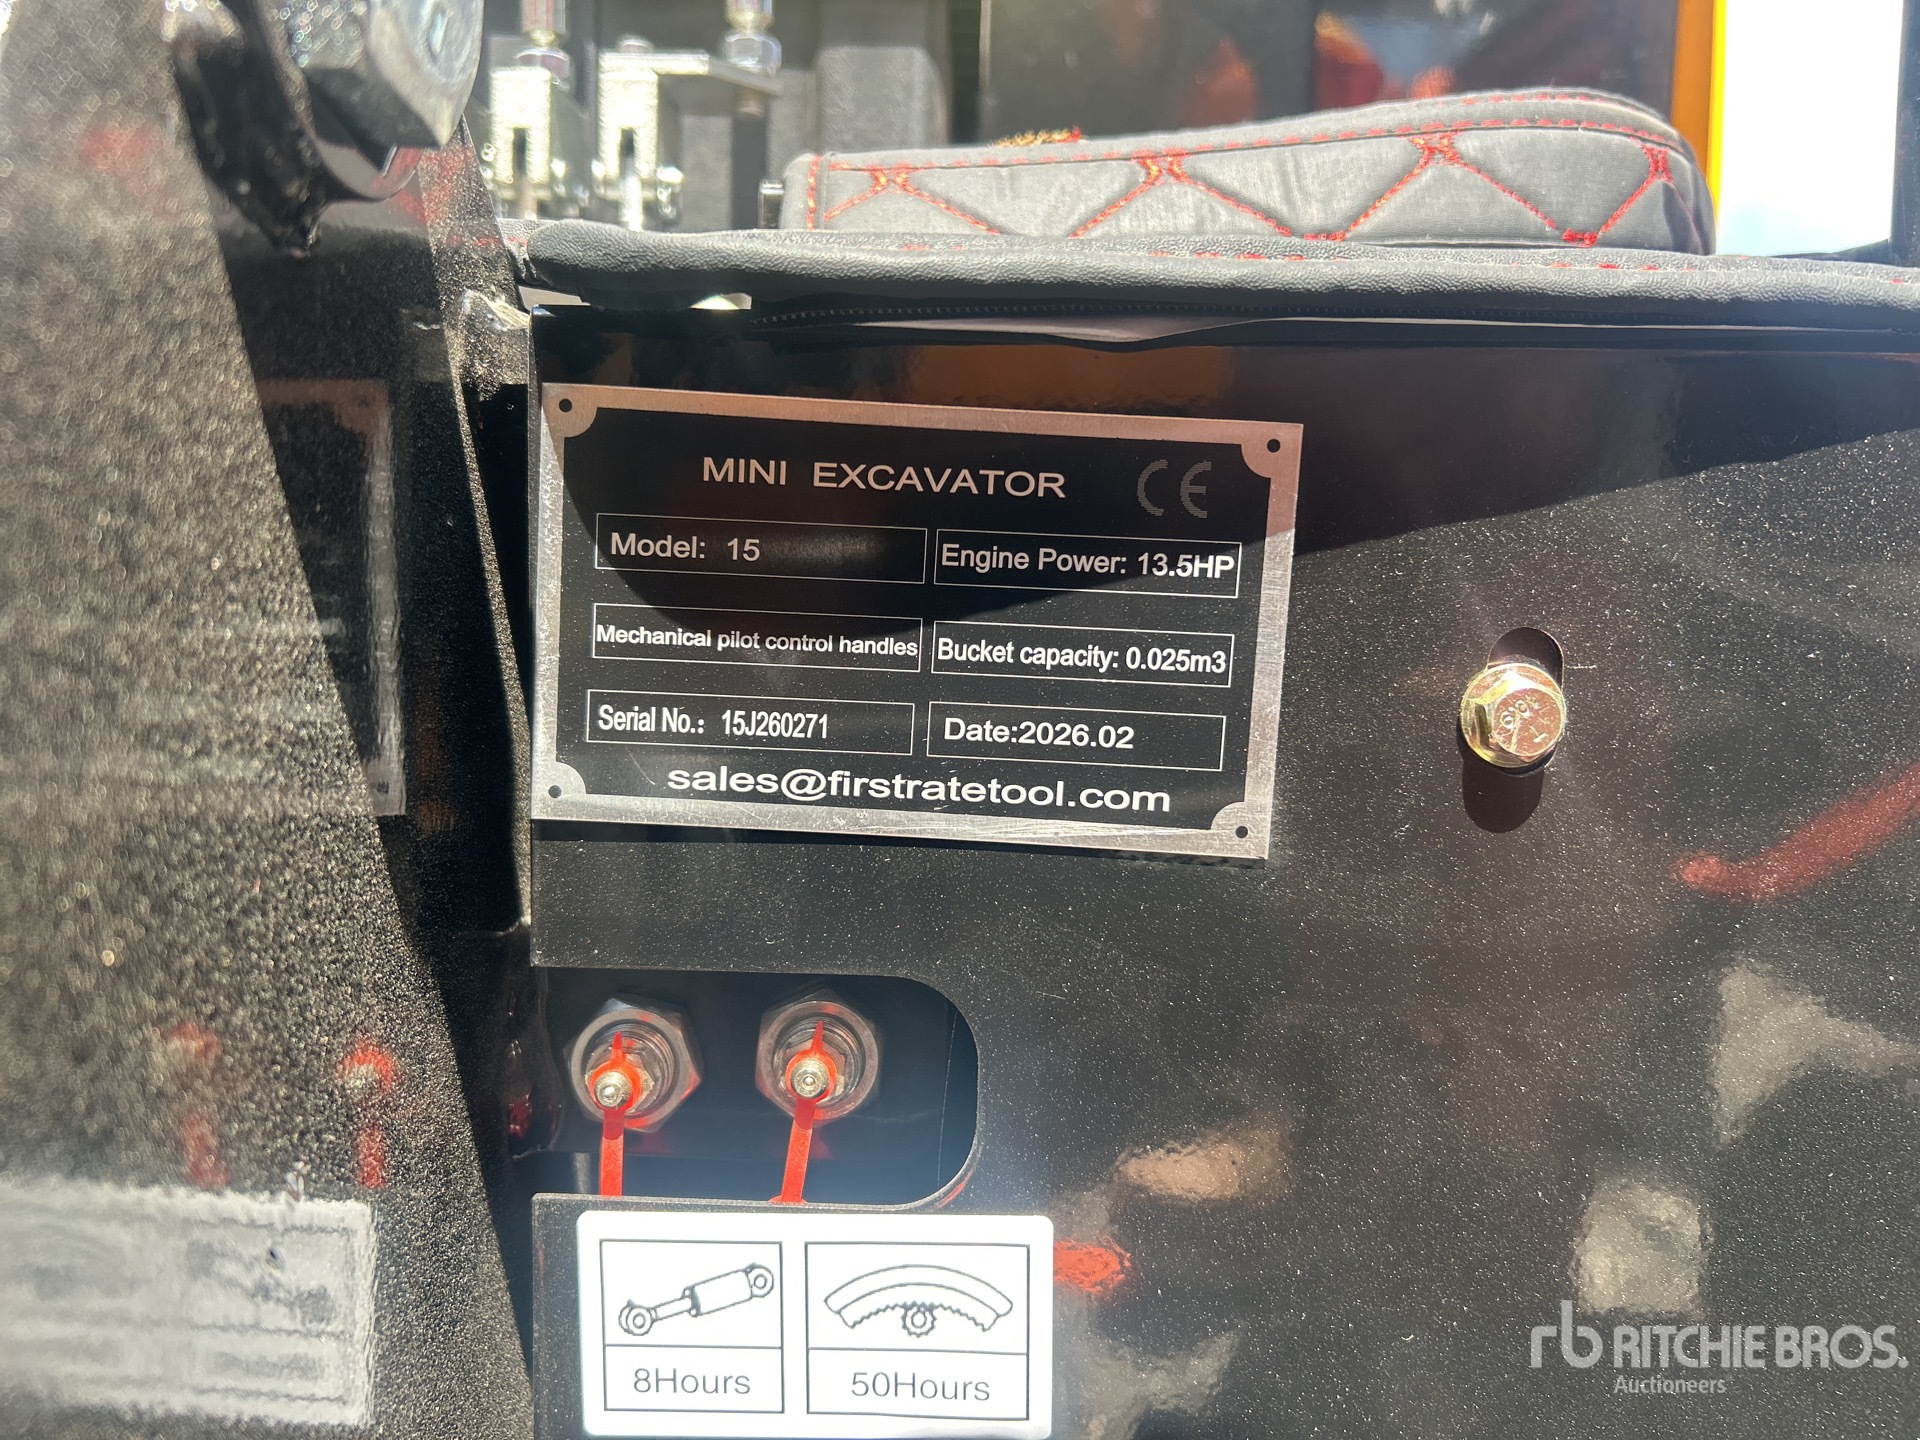 MINI EXCAVATOR CE
Model: 15
Engine Power: 13.5HP
Mechanical pilot control handles
Bucket capacity: 0.025m3
Serial No.: 15J260271
Date:2026.02
sales@firstratetool.com
8Hours
50Hours
rb RITCHIE BROS.
Auctioneers